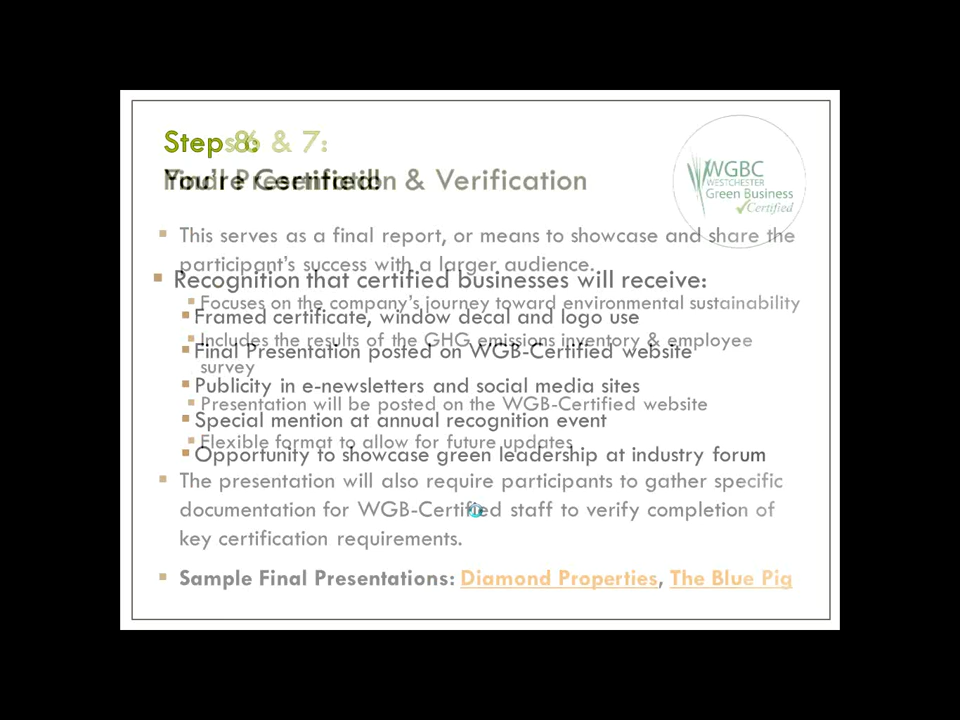 Steps 6 & 7:
Final Presentation & Verification
This serves as a final report, or means to showcase and share the
participant's success with a larger audience.
Focuses on the company's journey toward environmental sustainability
Includes the results of the GHG emissions inventory & employee
survey
Presentation will be posted on the WGB-Certified website
Flexible format to allow for future updates
The presentation will also require participants to gather specific
documentation for WGB-Certified staff to verify completion of
key certification requirements.
Sample Final Presentations: Diamond Properties, The Blue Pig
Step 8:
You're Certified!
Recognition that certified businesses will receive:
Framed certificate, window decal and logo use
Final Presentation posted on WGB-Certified website
Publicity in e-newsletters and social media sites
Special mention at annual recognition event
Opportunity to showcase green leadership at industry forum
WGBC
WESTCHESTER
Green Business
Certified